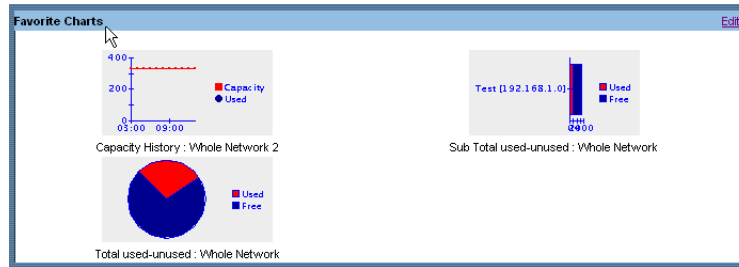 Favorite Charts
Edit
400
200
0
03:00 09:00
Capacity
Used
Capacity History : Whole Network 2
Test [192.168.1.0]
Used
Free
Sub Total used-unused : Whole Network
Used
Free
Total used-unused : Whole Network